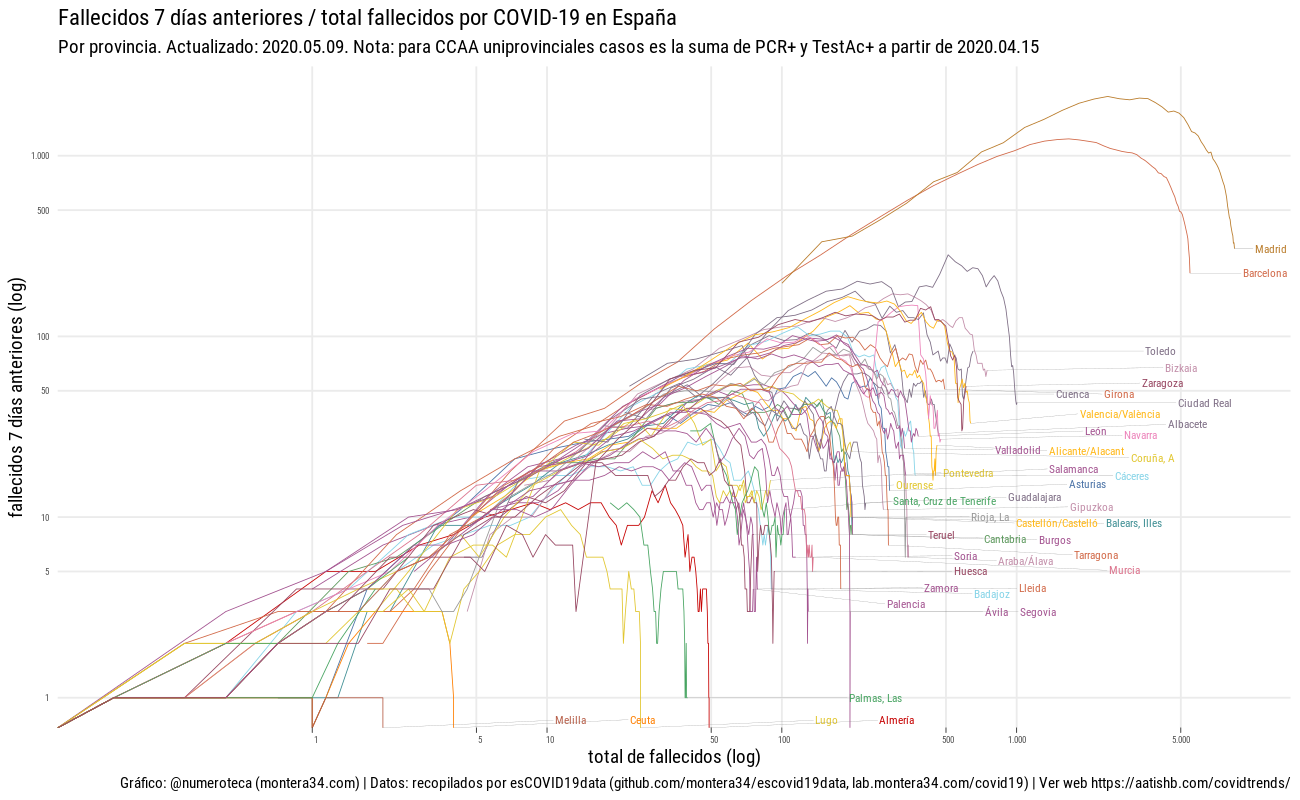 Fallecidos 7 días anteriores / total fallecidos por COVID-19 en España
Por provincia. Actualizado: 2020.05.09. Nota: para CCAA uniprovinciales casos es la suma de PCR+ y TestAc+ a partir de 2020.04.15
fallecidos 7 días anteriores (log)
1.000
500
100
50
10
5
1
Madrid
Barcelona
Toledo
Bizkaia
Zaragoza
Cuenca
Girona
Ciudad Real
Valencia/València
Albacete
León
Navarra
Valladolid
Alicante/Alacant
Coruña, A
Salamanca
Pontevedra
Cáceres
Ourense
Asturias
Santa, Cruz de Tenerife
Guadalajara
Gipuzkoa
Rioja, La
Castellón/Castelló
Balears, Illes
Teruel
Cantabria
Burgos
Soria
Tarragona
Araba/Álava
Huesca
Murcia
Zamora
Badajoz
Lleida
Palencia
Ávila
Segovia
Palmas, Las
Melilla
Ceuta
Lugo
Almería
1
5
10
50
100
500
1.000
5.000
total de fallecidos (log)
Gráfico: @numeroteca (montera34.com) | Datos: recopilados por esCOVID19data (github.com/montera34/escovid19data, lab.montera34.com/covid19) | Ver web https://aatishb.com/covidtrends/